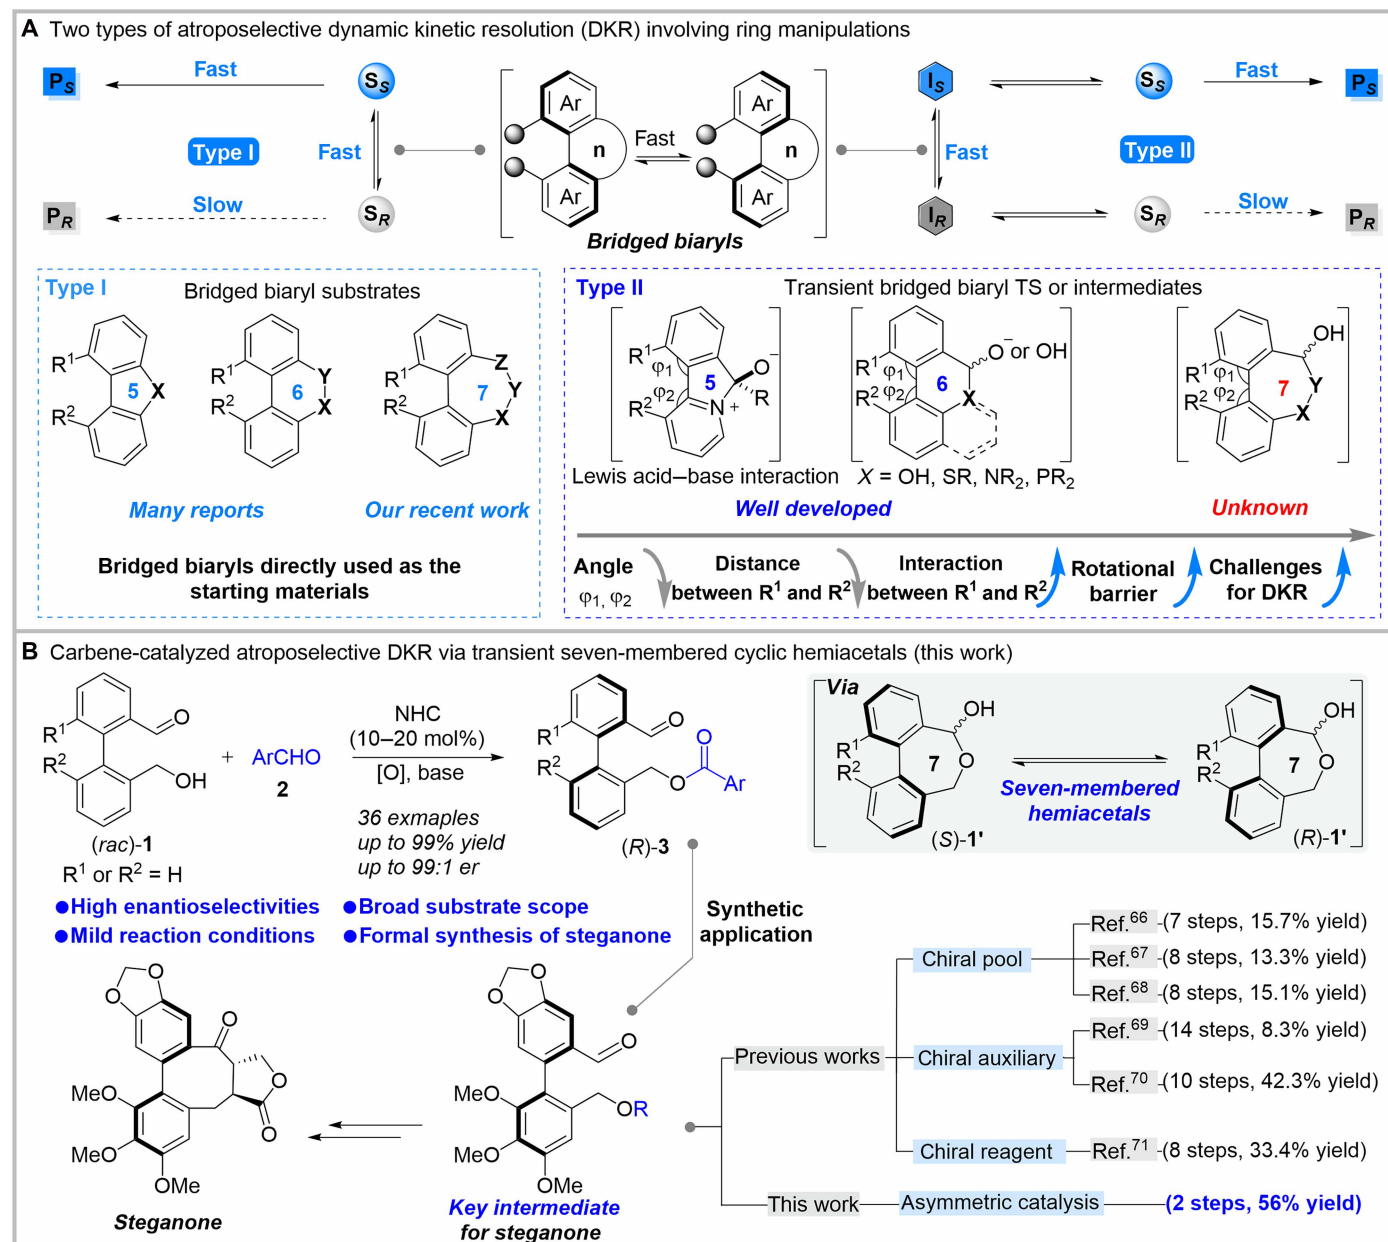 A Two types of atroposelective dynamic kinetic resolution (DKR) involving ring manipulations
P_S Fast S_S
Type I Fast
P_R Slow S_R
Ar n Ar Fast Ar n Ar
Bridged biaryls
I_S S_S Fast P_S
Fast Type II
I_R S_R Slow P_R
Type I Bridged biaryl substrates
R¹ R² 5 X
R¹ R² 6 Y X
R¹ R² 7 Z Y X
Many reports Our recent work
Bridged biaryls directly used as the
starting materials
Type II Transient bridged biaryl TS or intermediates
R¹ φ₁ φ₂ R² 5 O⁻ R N⁺
R¹ φ₁ φ₂ R² 6 O⁻ or OH X
R¹ φ₁ φ₂ R² 7 OH Y X
Lewis acid–base interaction X = OH, SR, NR₂, PR₂
Well developed Unknown
Angle
φ₁, φ₂
Distance
between R¹ and R²
Interaction
between R¹ and R²
Rotational
barrier
Challenges
for DKR
B Carbene-catalyzed atroposelective DKR via transient seven-membered cyclic hemiacetals (this work)
R¹ R² O OH
(rac)-1
R¹ or R² = H
+ ArCHO
2
NHC
(10–20 mol%)
[O], base
36 exmaples
up to 99% yield
up to 99:1 er
R¹ R² O O O Ar
(R)-3
Via
R¹ R² 7 OH O
(S)-1'
Seven-membered
hemiacetals
R¹ R² 7 OH O
(R)-1'
●High enantioselectivities ●Broad substrate scope
●Mild reaction conditions ●Formal synthesis of steganone
Synthetic
application
O O O O O MeO MeO OMe
Steganone
O O O OR MeO MeO OMe
Key intermediate
for steganone
Previous works
Chiral pool
Ref.⁶⁶ (7 steps, 15.7% yield)
Ref.⁶⁷ (8 steps, 13.3% yield)
Ref.⁶⁸ (8 steps, 15.1% yield)
Chiral auxiliary
Ref.⁶⁹ (14 steps, 8.3% yield)
Ref.⁷⁰ (10 steps, 42.3% yield)
Chiral reagent Ref.⁷¹ (8 steps, 33.4% yield)
This work Asymmetric catalysis (2 steps, 56% yield)